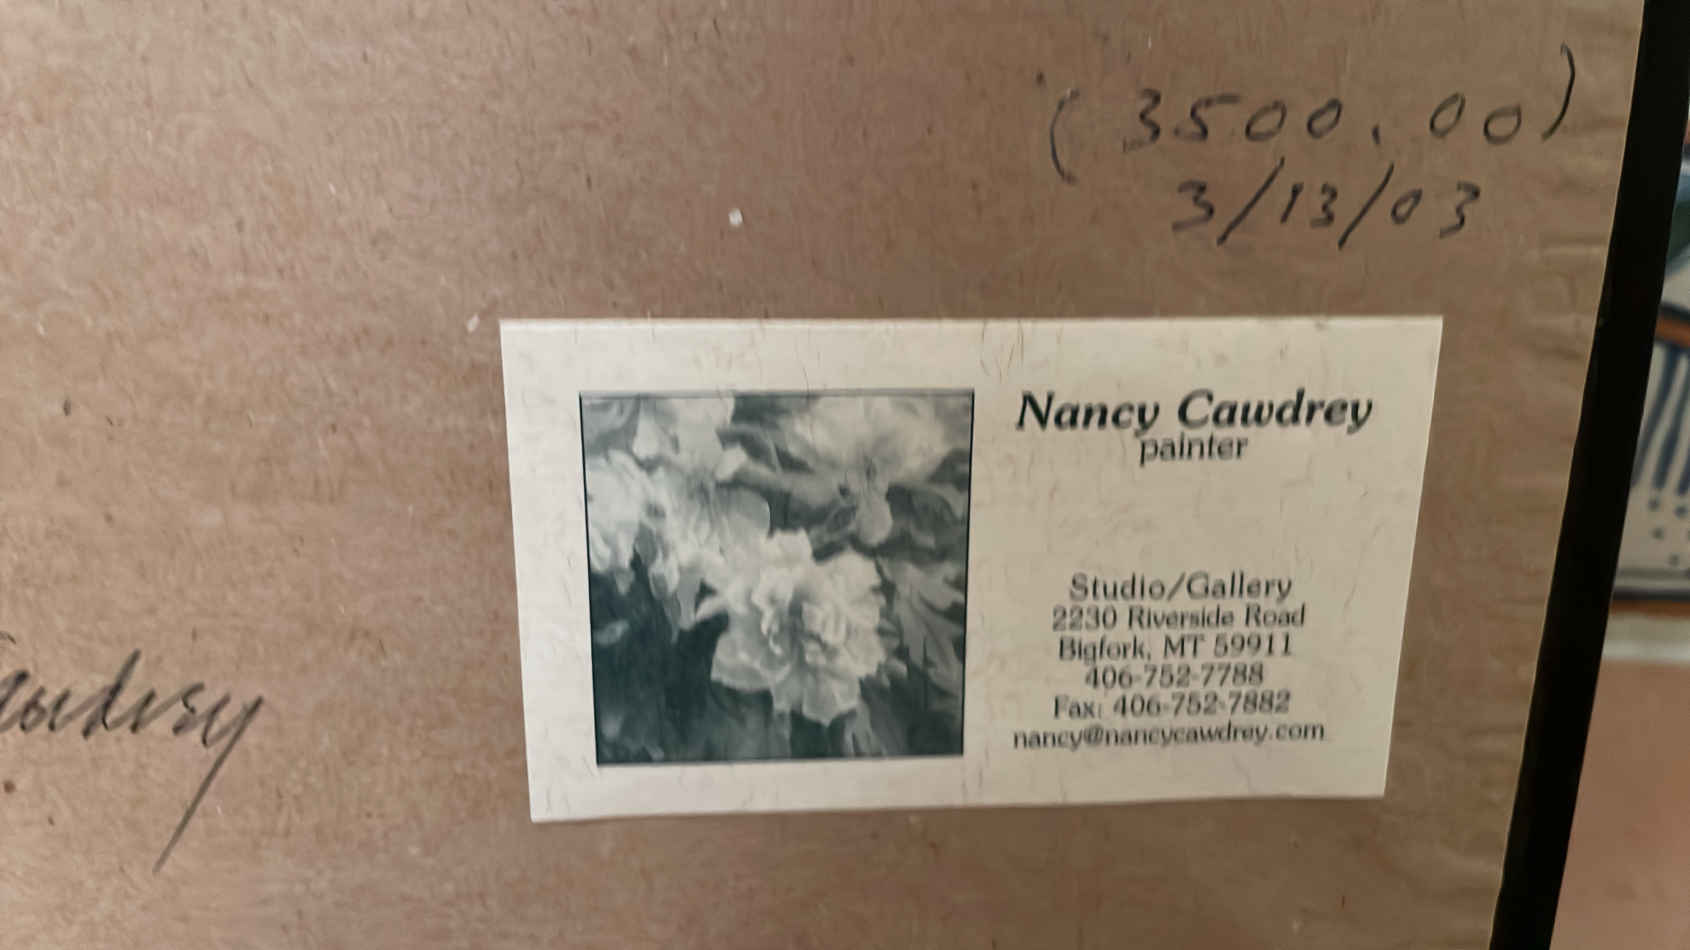 (3500.00)
3/13/03
Nancy Cawdrey
painter
Studio/Gallery
2230 Riverside Road
Bigfork, MT 59911
406-752-7788
Fax: 406-752-7882
nancy@nancycawdrey.com